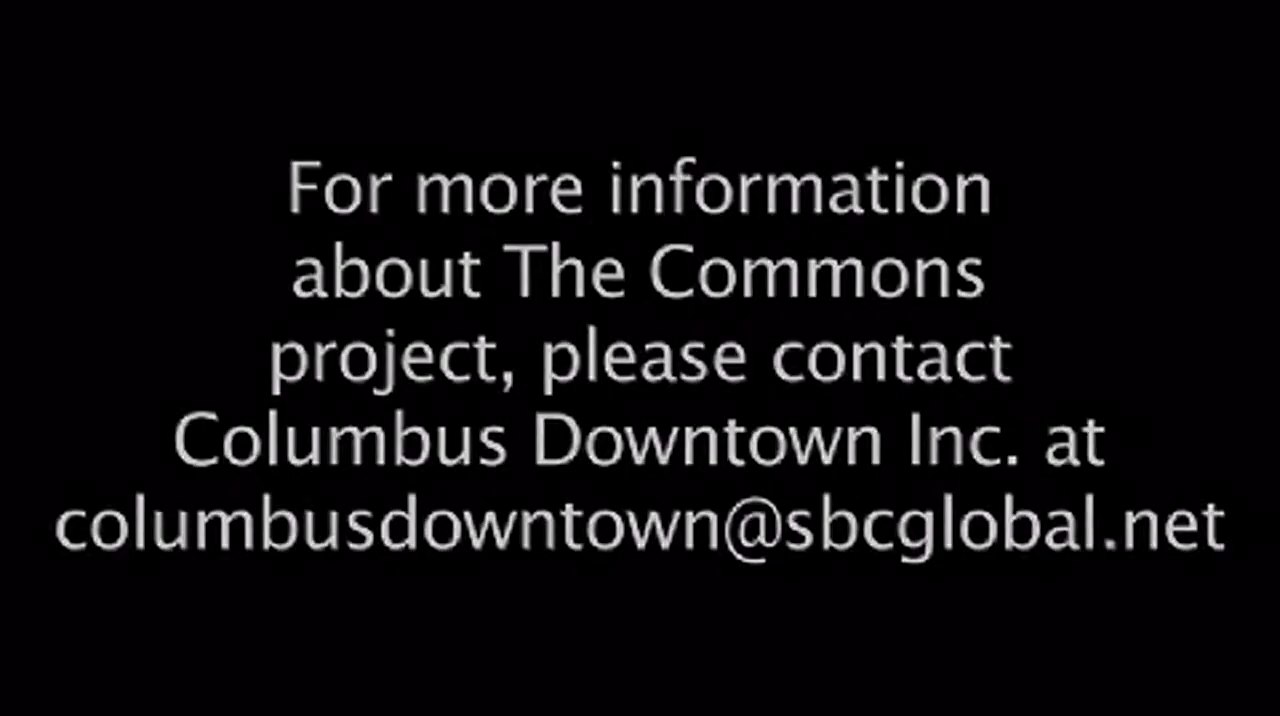 For more information
about The Commons
project, please contact
Columbus Downtown Inc. at
columbusdowntown@sbcglobal.net